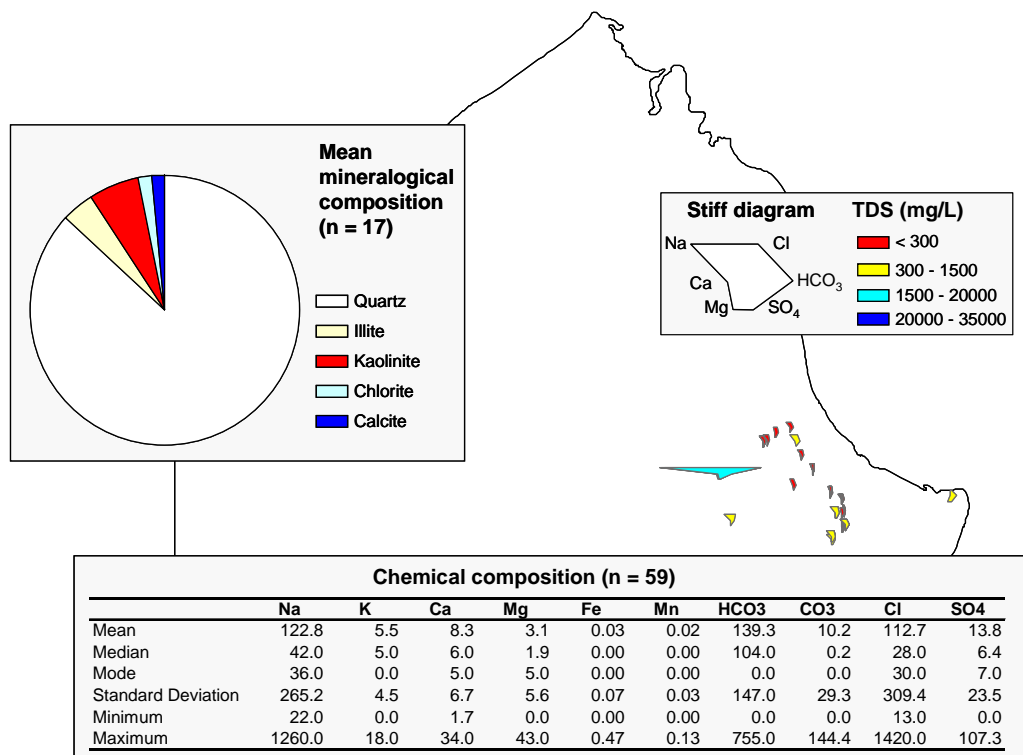 Mean
mineralogical
composition
(n = 17)
Quartz
Illite
Kaolinite
Chlorite
Calcite
Stiff diagram
TDS (mg/L)
Na
Cl
Ca
HCO3
Mg
SO4
< 300
300 - 1500
1500 - 20000
20000 - 35000
Chemical composition (n = 59)
Na K Ca Mg Fe Mn HCO3 CO3 Cl SO4
Mean 122.8 5.5 8.3 3.1 0.03 0.02 139.3 10.2 112.7 13.8
Median 42.0 5.0 6.0 1.9 0.00 0.00 104.0 0.2 28.0 6.4
Mode 36.0 0.0 5.0 5.0 0.00 0.00 0.0 0.0 30.0 7.0
Standard Deviation 265.2 4.5 6.7 5.6 0.07 0.03 147.0 29.3 309.4 23.5
Minimum 22.0 0.0 1.7 0.0 0.00 0.00 0.0 0.0 13.0 0.0
Maximum 1260.0 18.0 34.0 43.0 0.47 0.13 755.0 144.4 1420.0 107.3